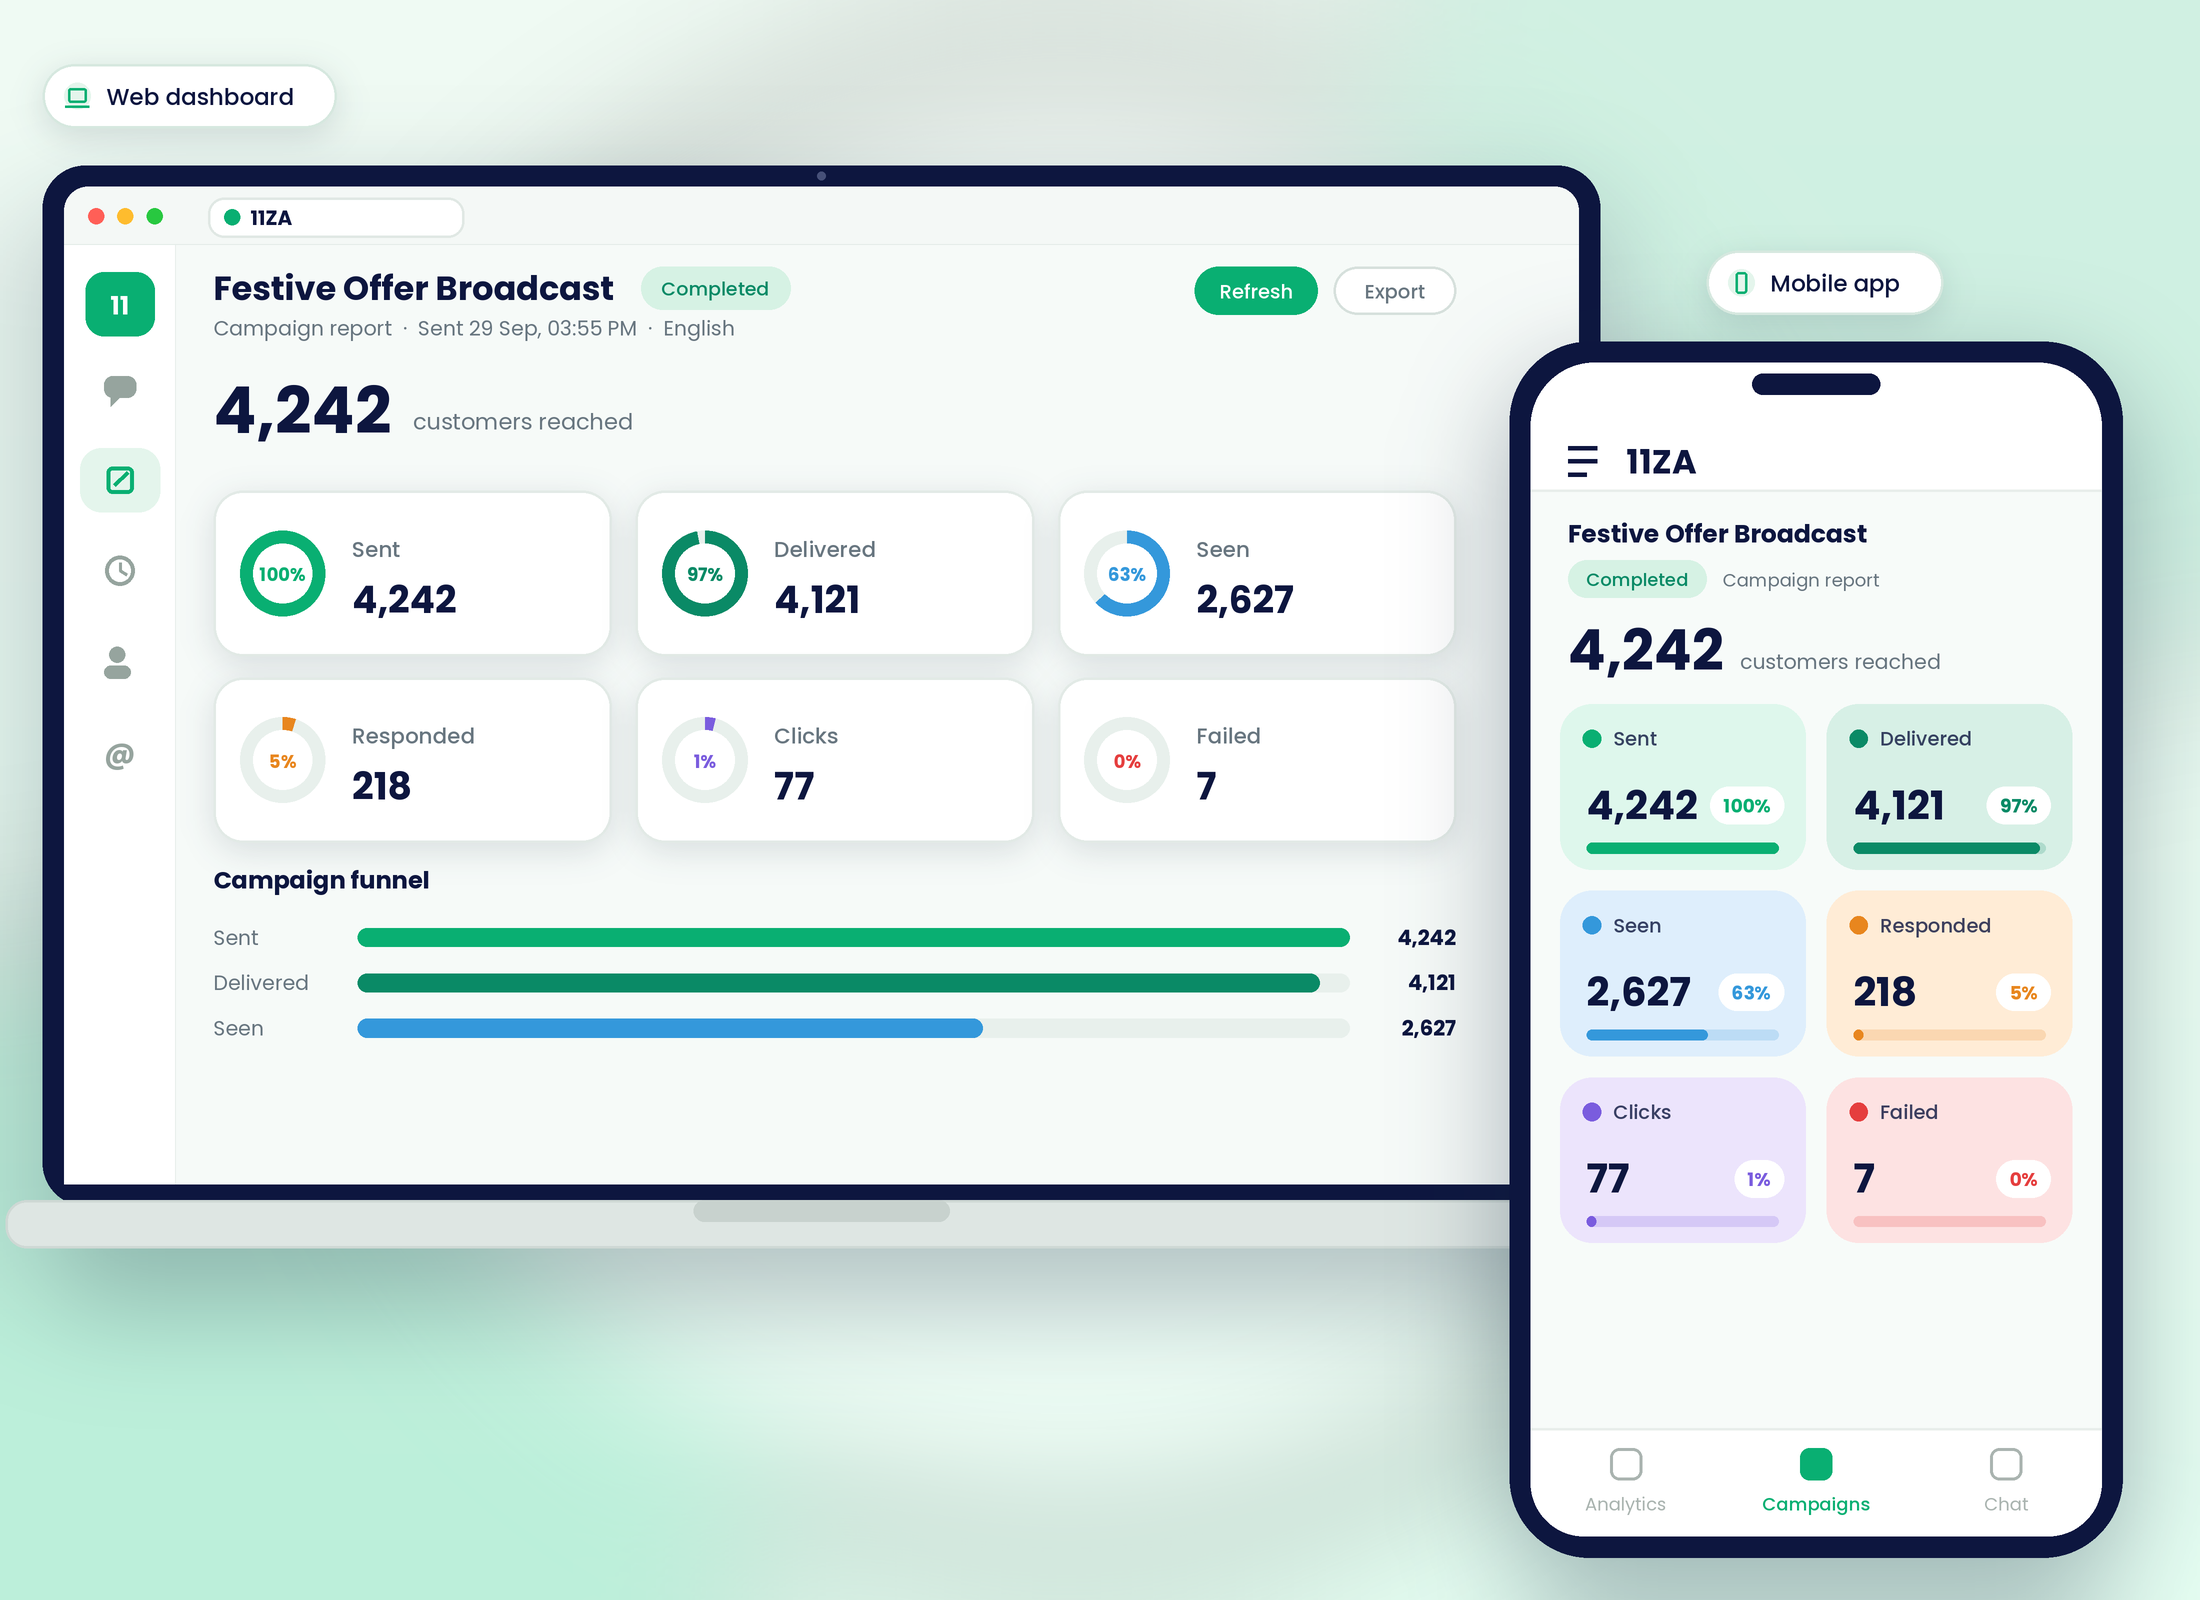 Web dashboard
11ZA
11
Festive Offer Broadcast
Completed
Refresh
Export
Campaign report · Sent 29 Sep, 03:55 PM · English
4,242 customers reached
100%
Sent
4,242
97%
Delivered
4,121
63%
Seen
2,627
5%
Responded
218
1%
Clicks
77
0%
Failed
7
@
Campaign funnel
Sent 4,242
Delivered 4,121
Seen 2,627
Mobile app
11ZA
Festive Offer Broadcast
Completed Campaign report
4,242 customers reached
Sent
4,242 100%
Delivered
4,121 97%
Seen
2,627 63%
Responded
218 5%
Clicks
77 1%
Failed
7 0%
Analytics
Campaigns
Chat